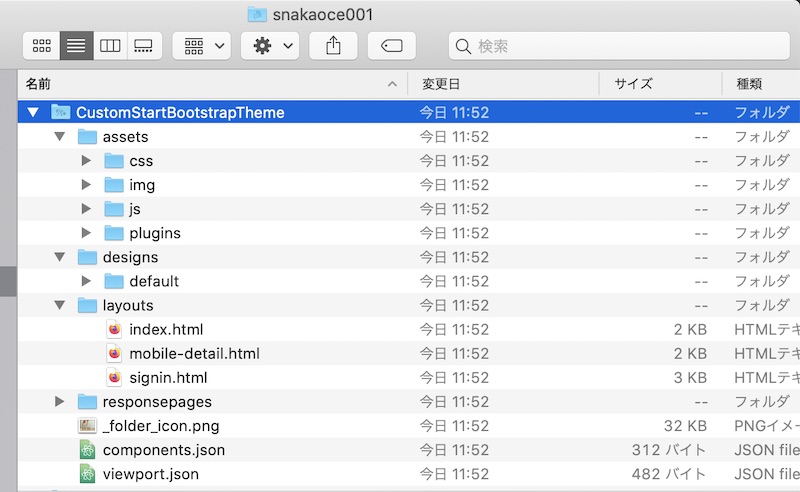 snakaoce001
検索
名前 変更日 サイズ 種類
CustomStartBootstrapTheme 今日 11:52 -- フォルダ
assets 今日 11:52 -- フォルダ
css 今日 11:52 -- フォルダ
img 今日 11:52 -- フォルダ
js 今日 11:52 -- フォルダ
plugins 今日 11:52 -- フォルダ
designs 今日 11:52 -- フォルダ
default 今日 11:52 -- フォルダ
layouts 今日 11:52 -- フォルダ
index.html 今日 11:52 2 KB HTMLテキ
mobile-detail.html 今日 11:52 2 KB HTMLテキ
signin.html 今日 11:52 3 KB HTMLテキ
responsepages 今日 11:52 -- フォルダ
_folder_icon.png 今日 11:52 32 KB PNGイメー
components.json 今日 11:52 312 バイト JSON file
viewport.json 今日 11:52 482 バイト JSON file